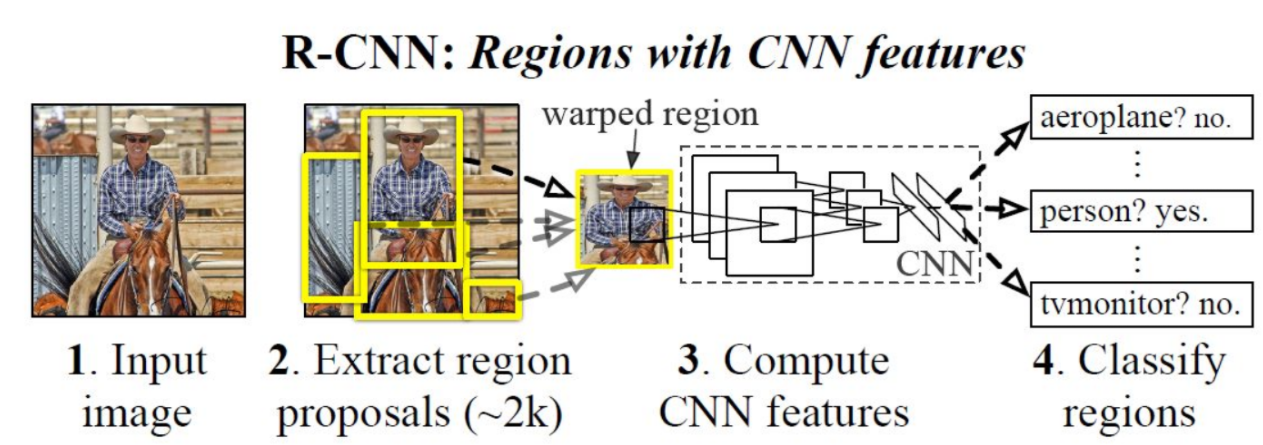 R-CNN: Regions with CNN features
warped region
aeroplane? no.
⋮
person? yes.
⋮
tvmonitor? no.
CNN
1. Input
image
2. Extract region
proposals (~2k)
3. Compute
CNN features
4. Classify
regions